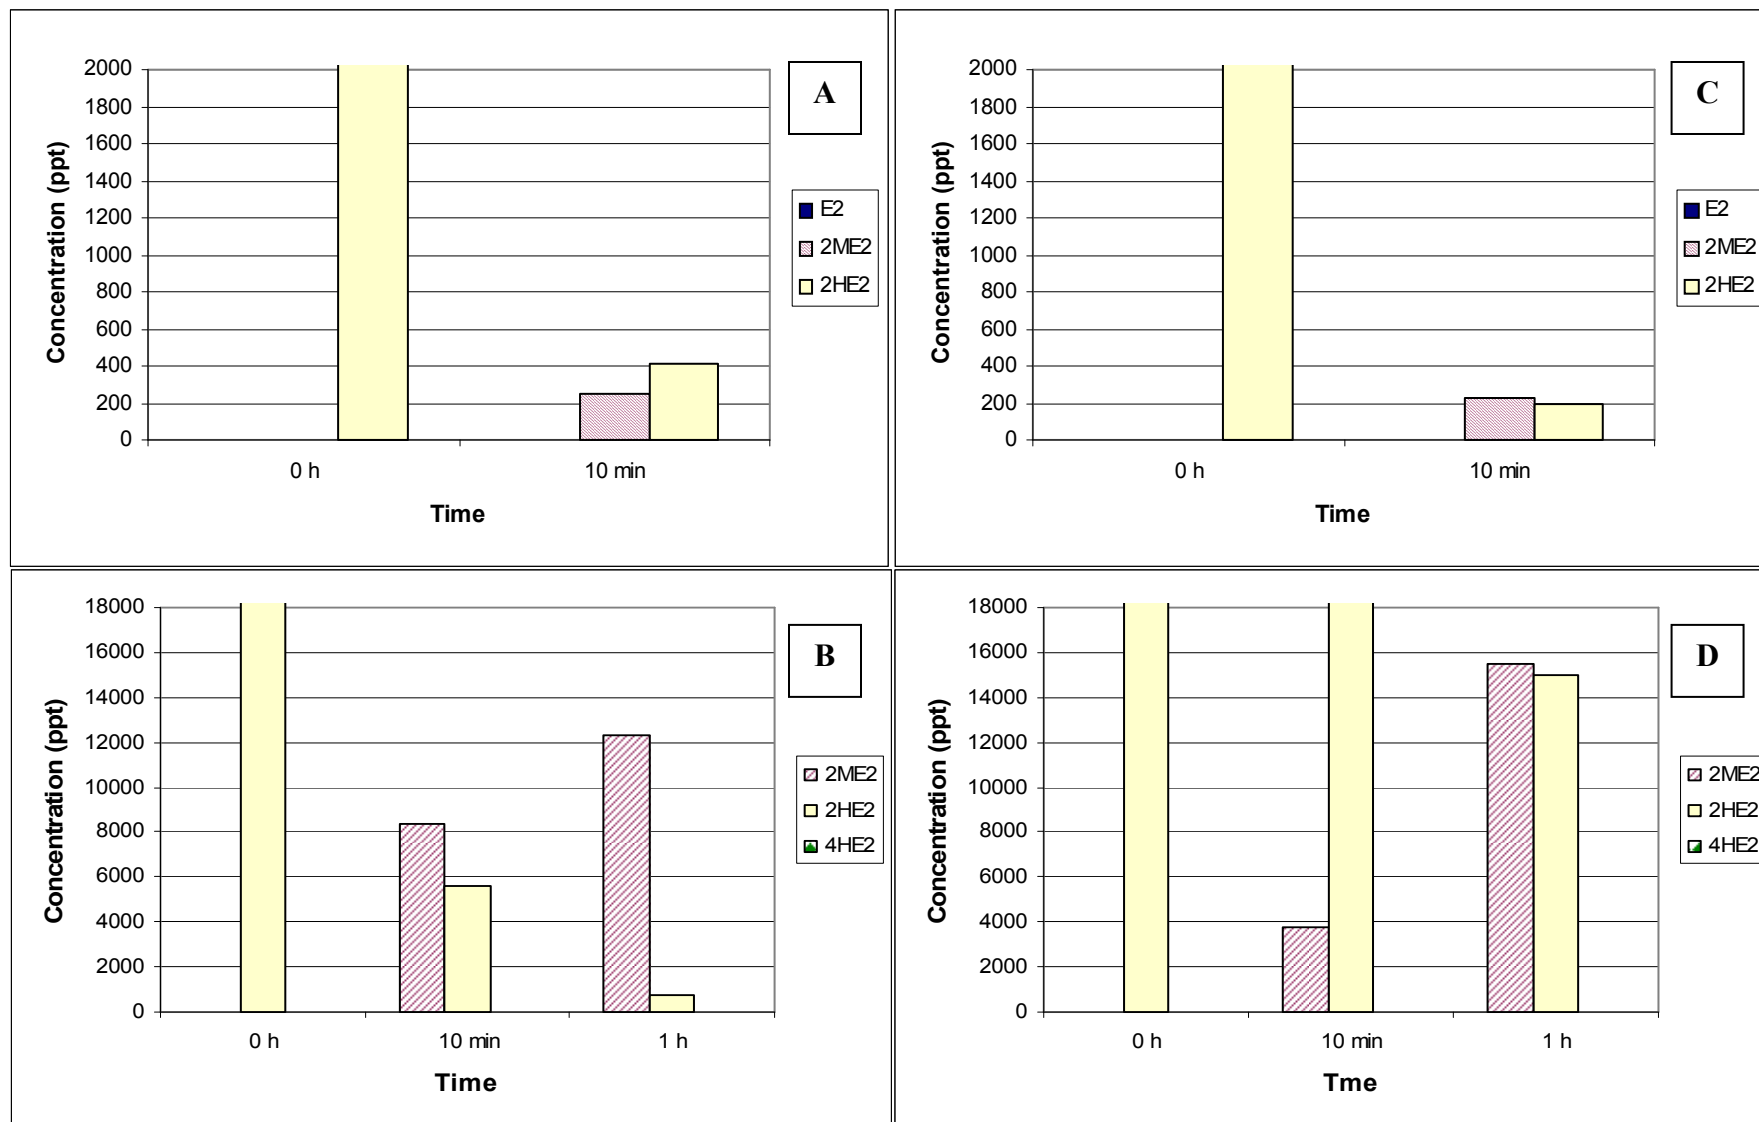 A
2000
1800
1600
1400
1200
1000
800
600
400
200
0
Concentration (ppt)
0 h 10 min
Time
E2
2ME2
2HE2
C
2000
1800
1600
1400
1200
1000
800
600
400
200
0
Concentration (ppt)
0 h 10 min
Time
E2
2ME2
2HE2
B
18000
16000
14000
12000
10000
8000
6000
4000
2000
0
Concentration (ppt)
0 h 10 min 1 h
Time
2ME2
2HE2
4HE2
D
18000
16000
14000
12000
10000
8000
6000
4000
2000
0
Concentration (ppt)
0 h 10 min 1 h
Tme
2ME2
2HE2
4HE2